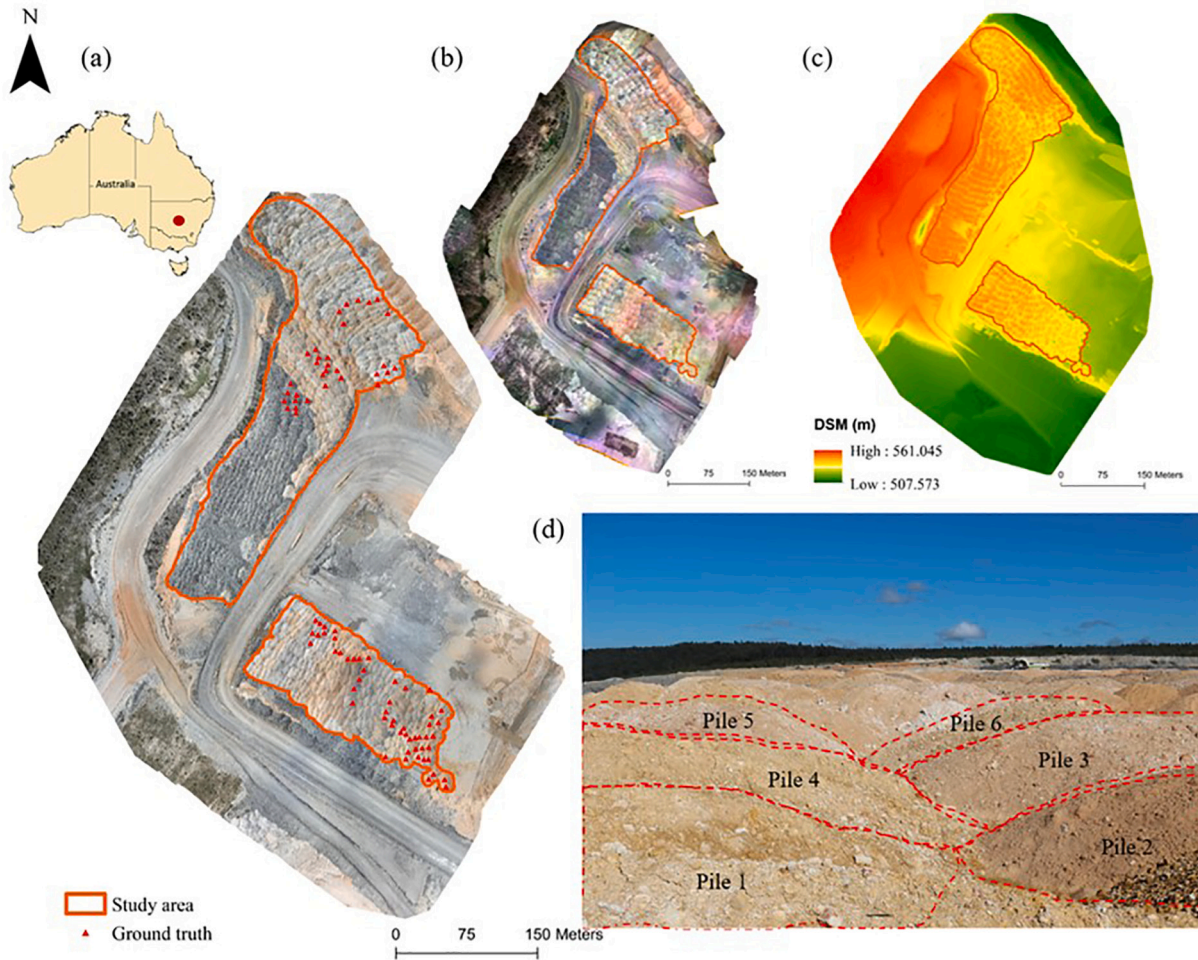 N
(a)
Australia
Study area
Ground truth
0 75 150 Meters
(b)
0 75 150 Meters
(c)
DSM (m)
High : 561.045
Low : 507.573
0 75 150 Meters
(d)
Pile 5
Pile 6
Pile 4
Pile 3
Pile 2
Pile 1